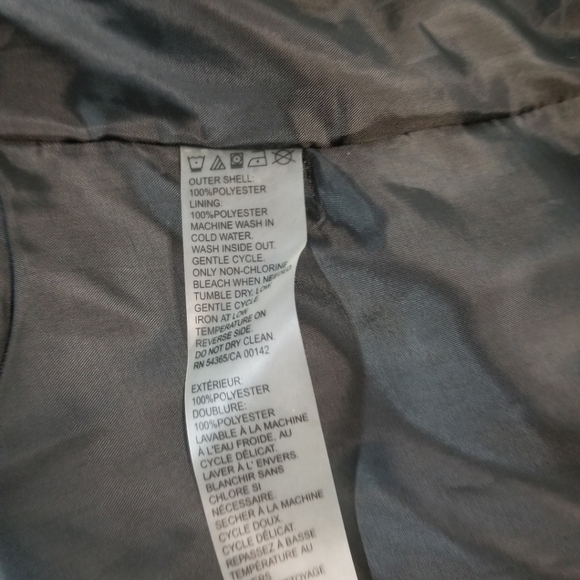 OUTER SHELL:
100%POLYESTER
LINING:
100%POLYESTER
MACHINE WASH IN
COLD WATER.
WASH INSIDE OUT.
GENTLE CYCLE.
ONLY NON-CHLORINE
BLEACH WHEN NEEDED.
TUMBLE DRY, LOW
GENTLE CYCLE
IRON AT LOW
TEMPERATURE ON
REVERSE SIDE.
DO NOT DRY CLEAN.
RN 54365/CA 00142
EXTÉRIEUR:
100%POLYESTER
DOUBLURE:
100%POLYESTER
LAVABLE À LA MACHINE
À L'EAU FROIDE, AU
CYCLE DÉLICAT.
LAVER À L' ENVERS.
BLANCHIR SANS
CHLORE SI
NÉCESSAIRE.
SÉCHER À LA MACHINE
CYCLE DOUX.
CYCLE DÉLICAT.
REPASSEZ À BASSE
TEMPÉRATURE AU